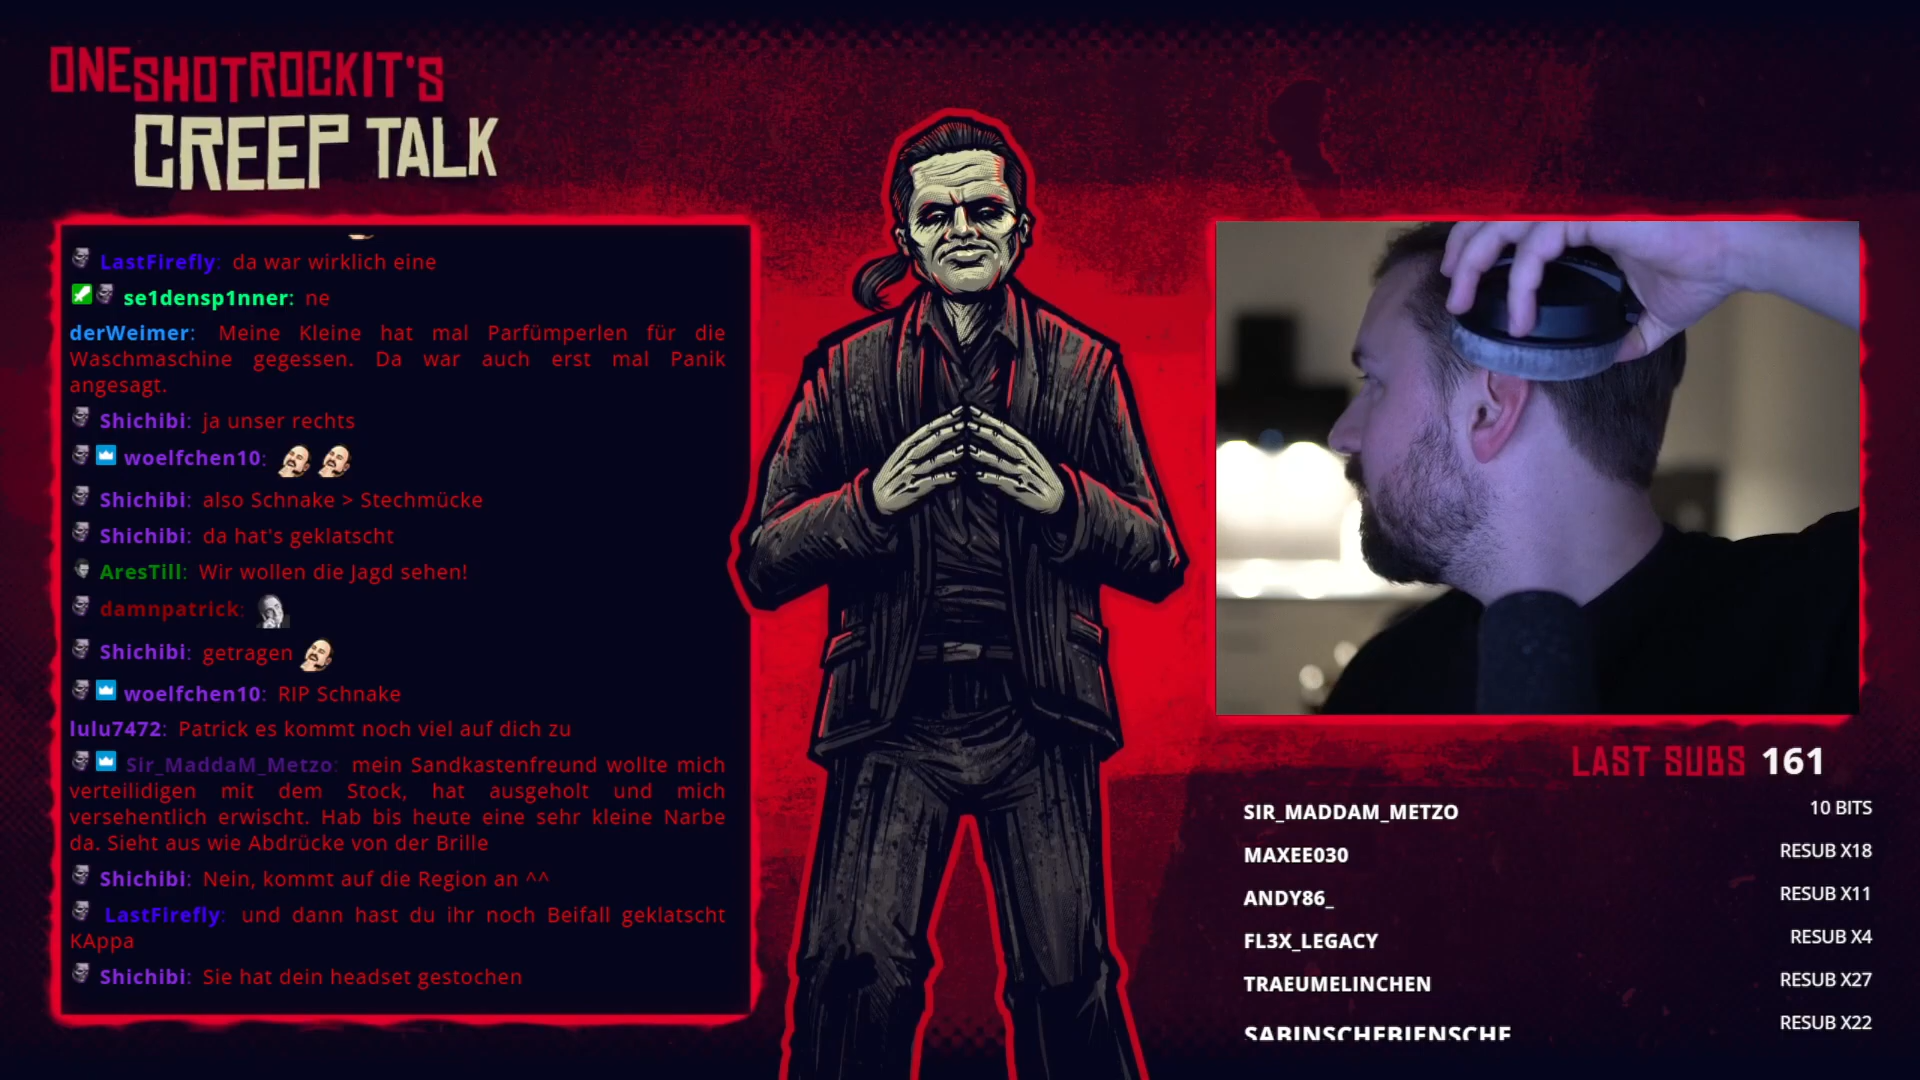 ONESHOTROCKIT'S
CREEP TALK
LastFirefly: da war wirklich eine
se1densp1nner: ne
derWeimer: Meine Kleine hat mal Parfümperlen für die
Waschmaschine gegessen. Da war auch erst mal Panik
angesagt.
Shichibi: ja unser rechts
woelfchen10:
Shichibi: also Schnake > Stechmücke
Shichibi: da hat's geklatscht
AresTill: Wir wollen die Jagd sehen!
damnpatrick:
Shichibi: getragen
woelfchen10: RIP Schnake
lulu7472: Patrick es kommt noch viel auf dich zu
Sir_MaddaM_Metzo: mein Sandkastenfreund wollte mich
verteilidigen mit dem Stock, hat ausgeholt und mich
versehentlich erwischt. Hab bis heute eine sehr kleine Narbe
da. Sieht aus wie Abdrücke von der Brille
Shichibi: Nein, kommt auf die Region an ^^
LastFirefly: und dann hast du ihr noch Beifall geklatscht
KAppa
Shichibi: Sie hat dein headset gestochen
LAST SUBS 161
SIR_MADDAM_METZO 10 BITS
MAXEE030 RESUB X18
ANDY86_ RESUB X11
FL3X_LEGACY RESUB X4
TRAEUMELINCHEN RESUB X27
SABINSCHEBIENSCHE RESUB X22